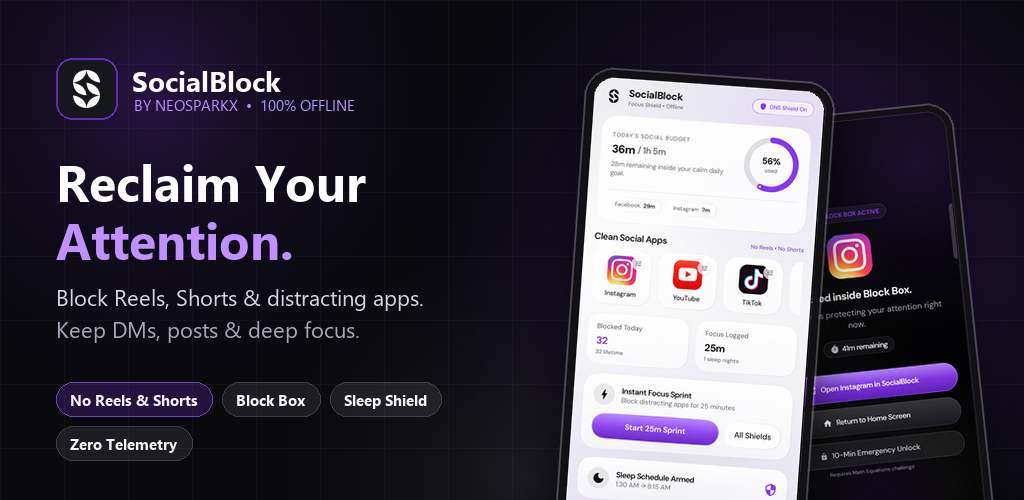 SocialBlock
BY NEOSPARKX • 100% OFFLINE
Reclaim Your
Attention.
Block Reels, Shorts & distracting apps.
Keep DMs, posts & deep focus.
No Reels & Shorts
Block Box
Sleep Shield
Zero Telemetry
SocialBlock
Focus Shield • Offline
DNS Shield On
TODAY'S SOCIAL BUDGET
36m / 1h 5m
28m remaining inside your calm daily
goal.
56%
used
Facebook 29m
Instagram 7m
Clean Social Apps
No Reels • No Shorts
Instagram
YouTube
TikTok
Blocked Today
32
32 lifetime
Focus Logged
25m
1 sleep nights
Instant Focus Sprint
Block distracting apps for 25 minutes
Start 25m Sprint
All Shields
Sleep Schedule Armed
1:30 AM → 8:15 AM
BOX ACTIVE
inside Block Box.
protecting your attention right
now.
41m remaining
Open Instagram in SocialBlock
Return to Home Screen
10-Min Emergency Unlock
Requires Math Equations challenge